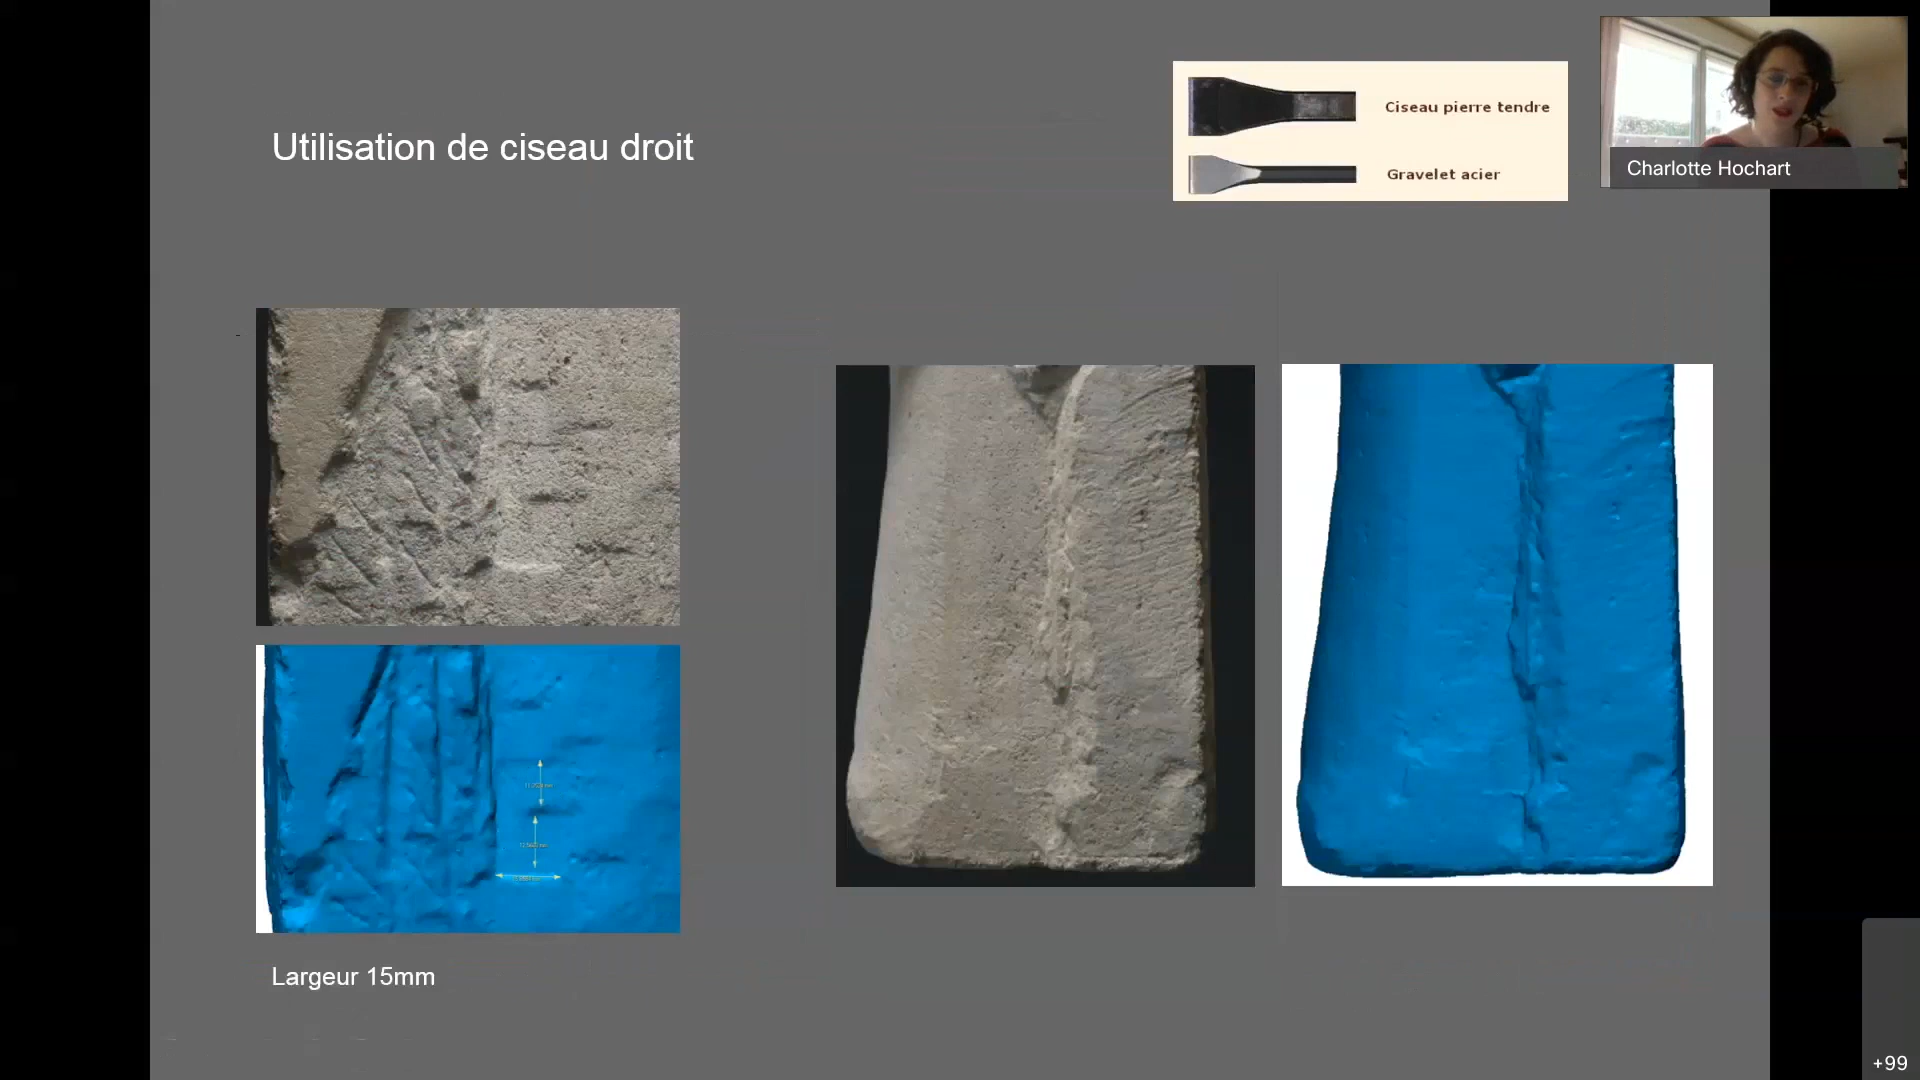 Utilisation de ciseau droit
Ciseau pierre tendre
Gravelet acier
Charlotte Hochart
Largeur 15mm
+99